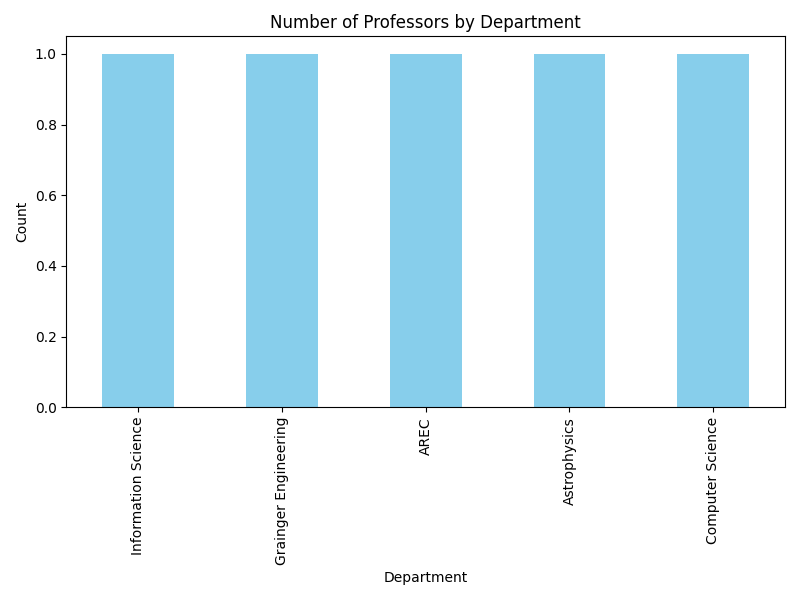 Number of Professors by Department
Count
1.0
0.8
0.6
0.4
0.2
0.0
Information Science
Grainger Engineering
AREC
Astrophysics
Computer Science
Department